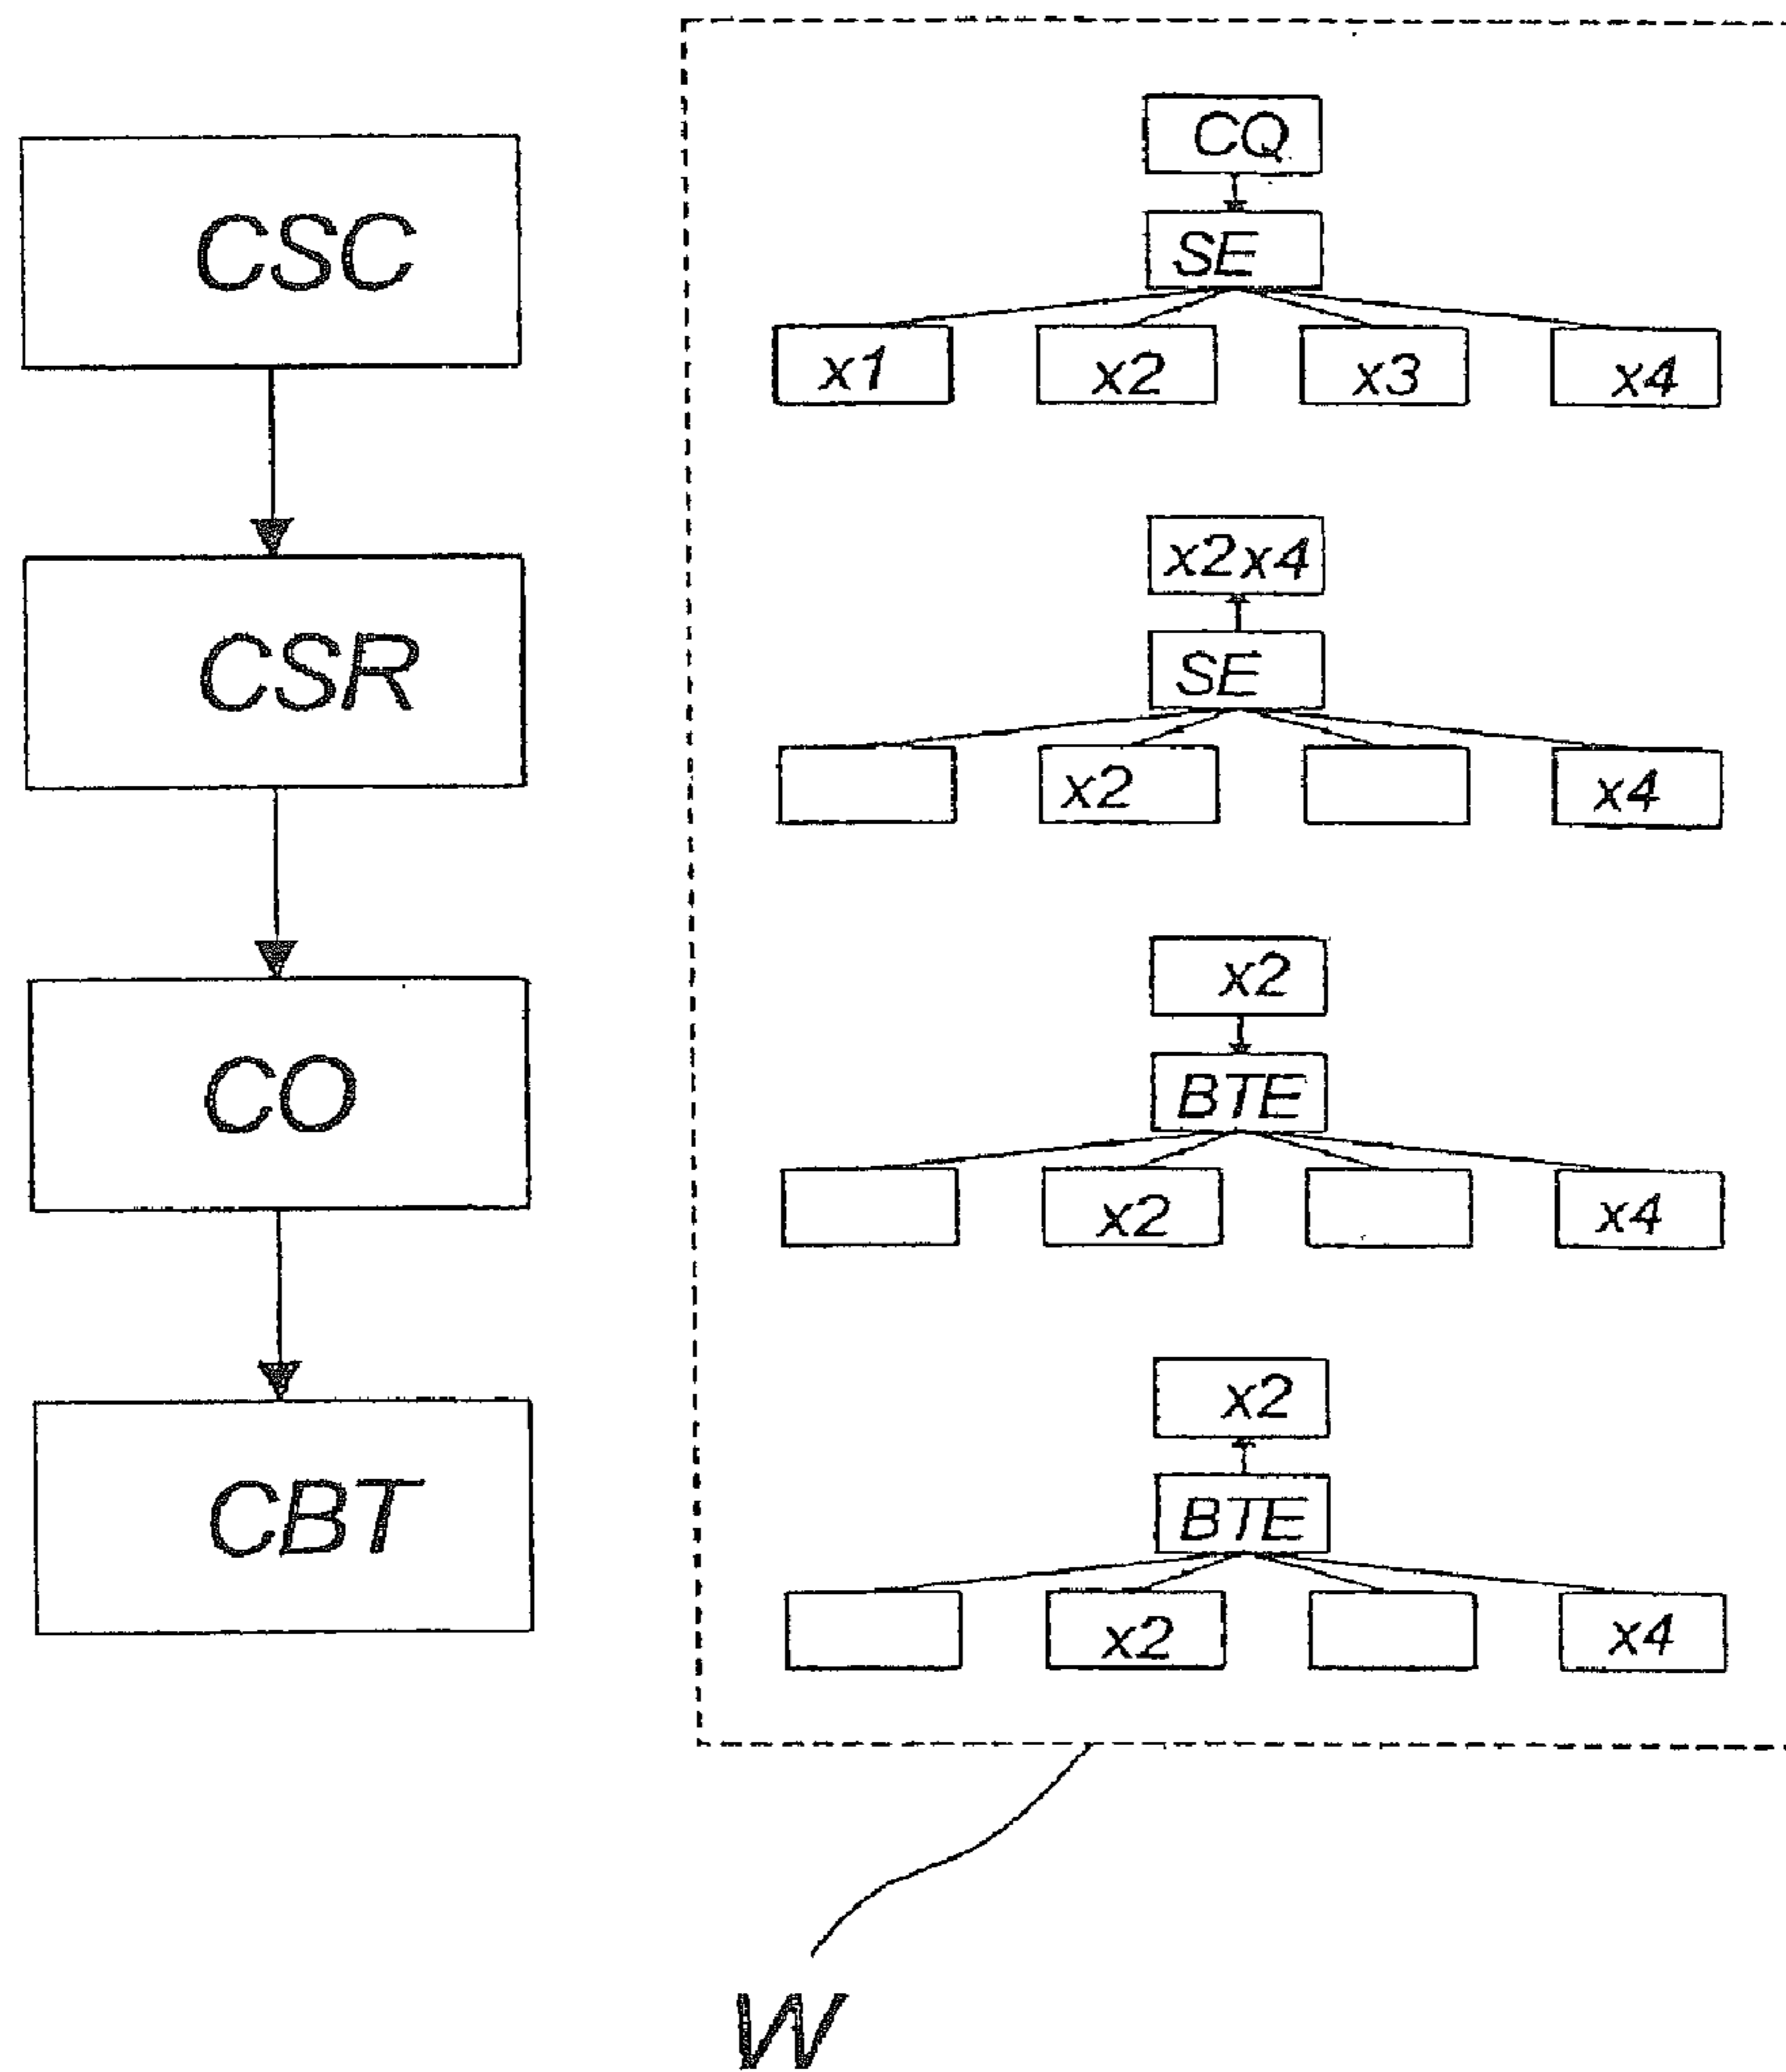 CSC
CSR
CO
CBT
CQ
SE
x1 x2 x3 x4
x2x4
SE
x2 x4
x2
BTE
x2 x4
x2
BTE
x2 x4
W